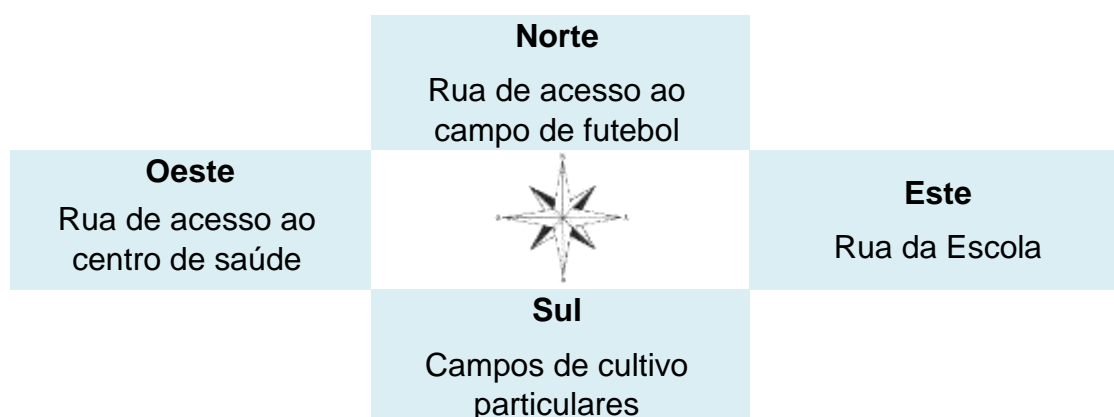 Norte
Rua de acesso ao
campo de futebol
Oeste
Rua de acesso ao
centro de saúde
Este
Rua da Escola
Sul
Campos de cultivo
particulares